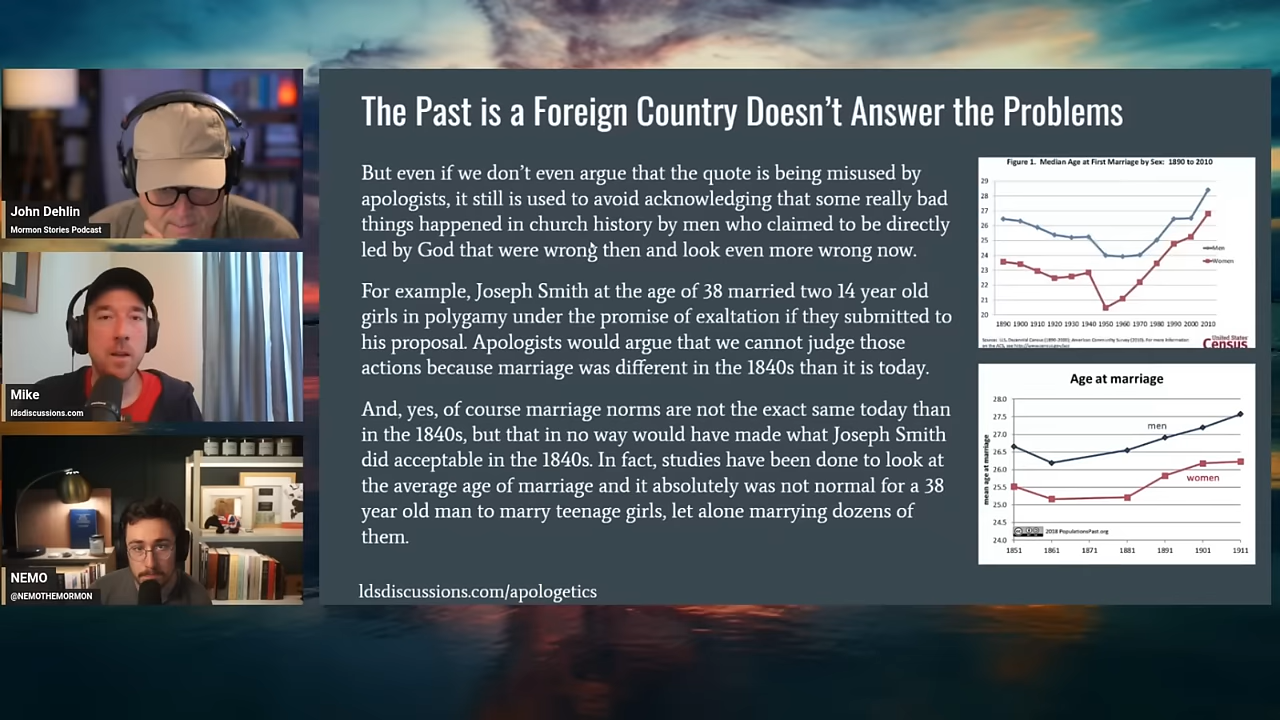 The Past is a Foreign Country Doesn't Answer the Problems
But even if we don't even argue that the quote is being misused by
apologists, it still is used to avoid acknowledging that some really bad
things happened in church history by men who claimed to be directly
led by God that were wrong then and look even more wrong now.
For example, Joseph Smith at the age of 38 married two 14 year old
girls in polygamy under the promise of exaltation if they submitted to
his proposal. Apologists would argue that we cannot judge those
actions because marriage was different in the 1840s than it is today.
And, yes, of course marriage norms are not the exact same today than
in the 1840s, but that in no way would have made what Joseph Smith
did acceptable in the 1840s. In fact, studies have been done to look at
the average age of marriage and it absolutely was not normal for a 38
year old man to marry teenage girls, let alone marrying dozens of
them.
ldsdiscussions.com/apologetics
John Dehlin
Mormon Stories Podcast
Mike
ldsdiscussions.com
NEMO
@NEMOTHEMORMON
Figure 1. Median Age at First Marriage by Sex: 1890 to 2010
29
28
27
26
25
24
23
22
21
20
1890 1900 1910 1920 1930 1940 1950 1960 1970 1980 1990 2000 2010
Men
Women
United States
Census
Age at marriage
mean age at marriage
28.0
27.5
27.0
26.5
26.0
25.5
25.0
24.5
24.0
men
women
2018 PopulationsPast.org
1851 1861 1871 1881 1891 1901 1911